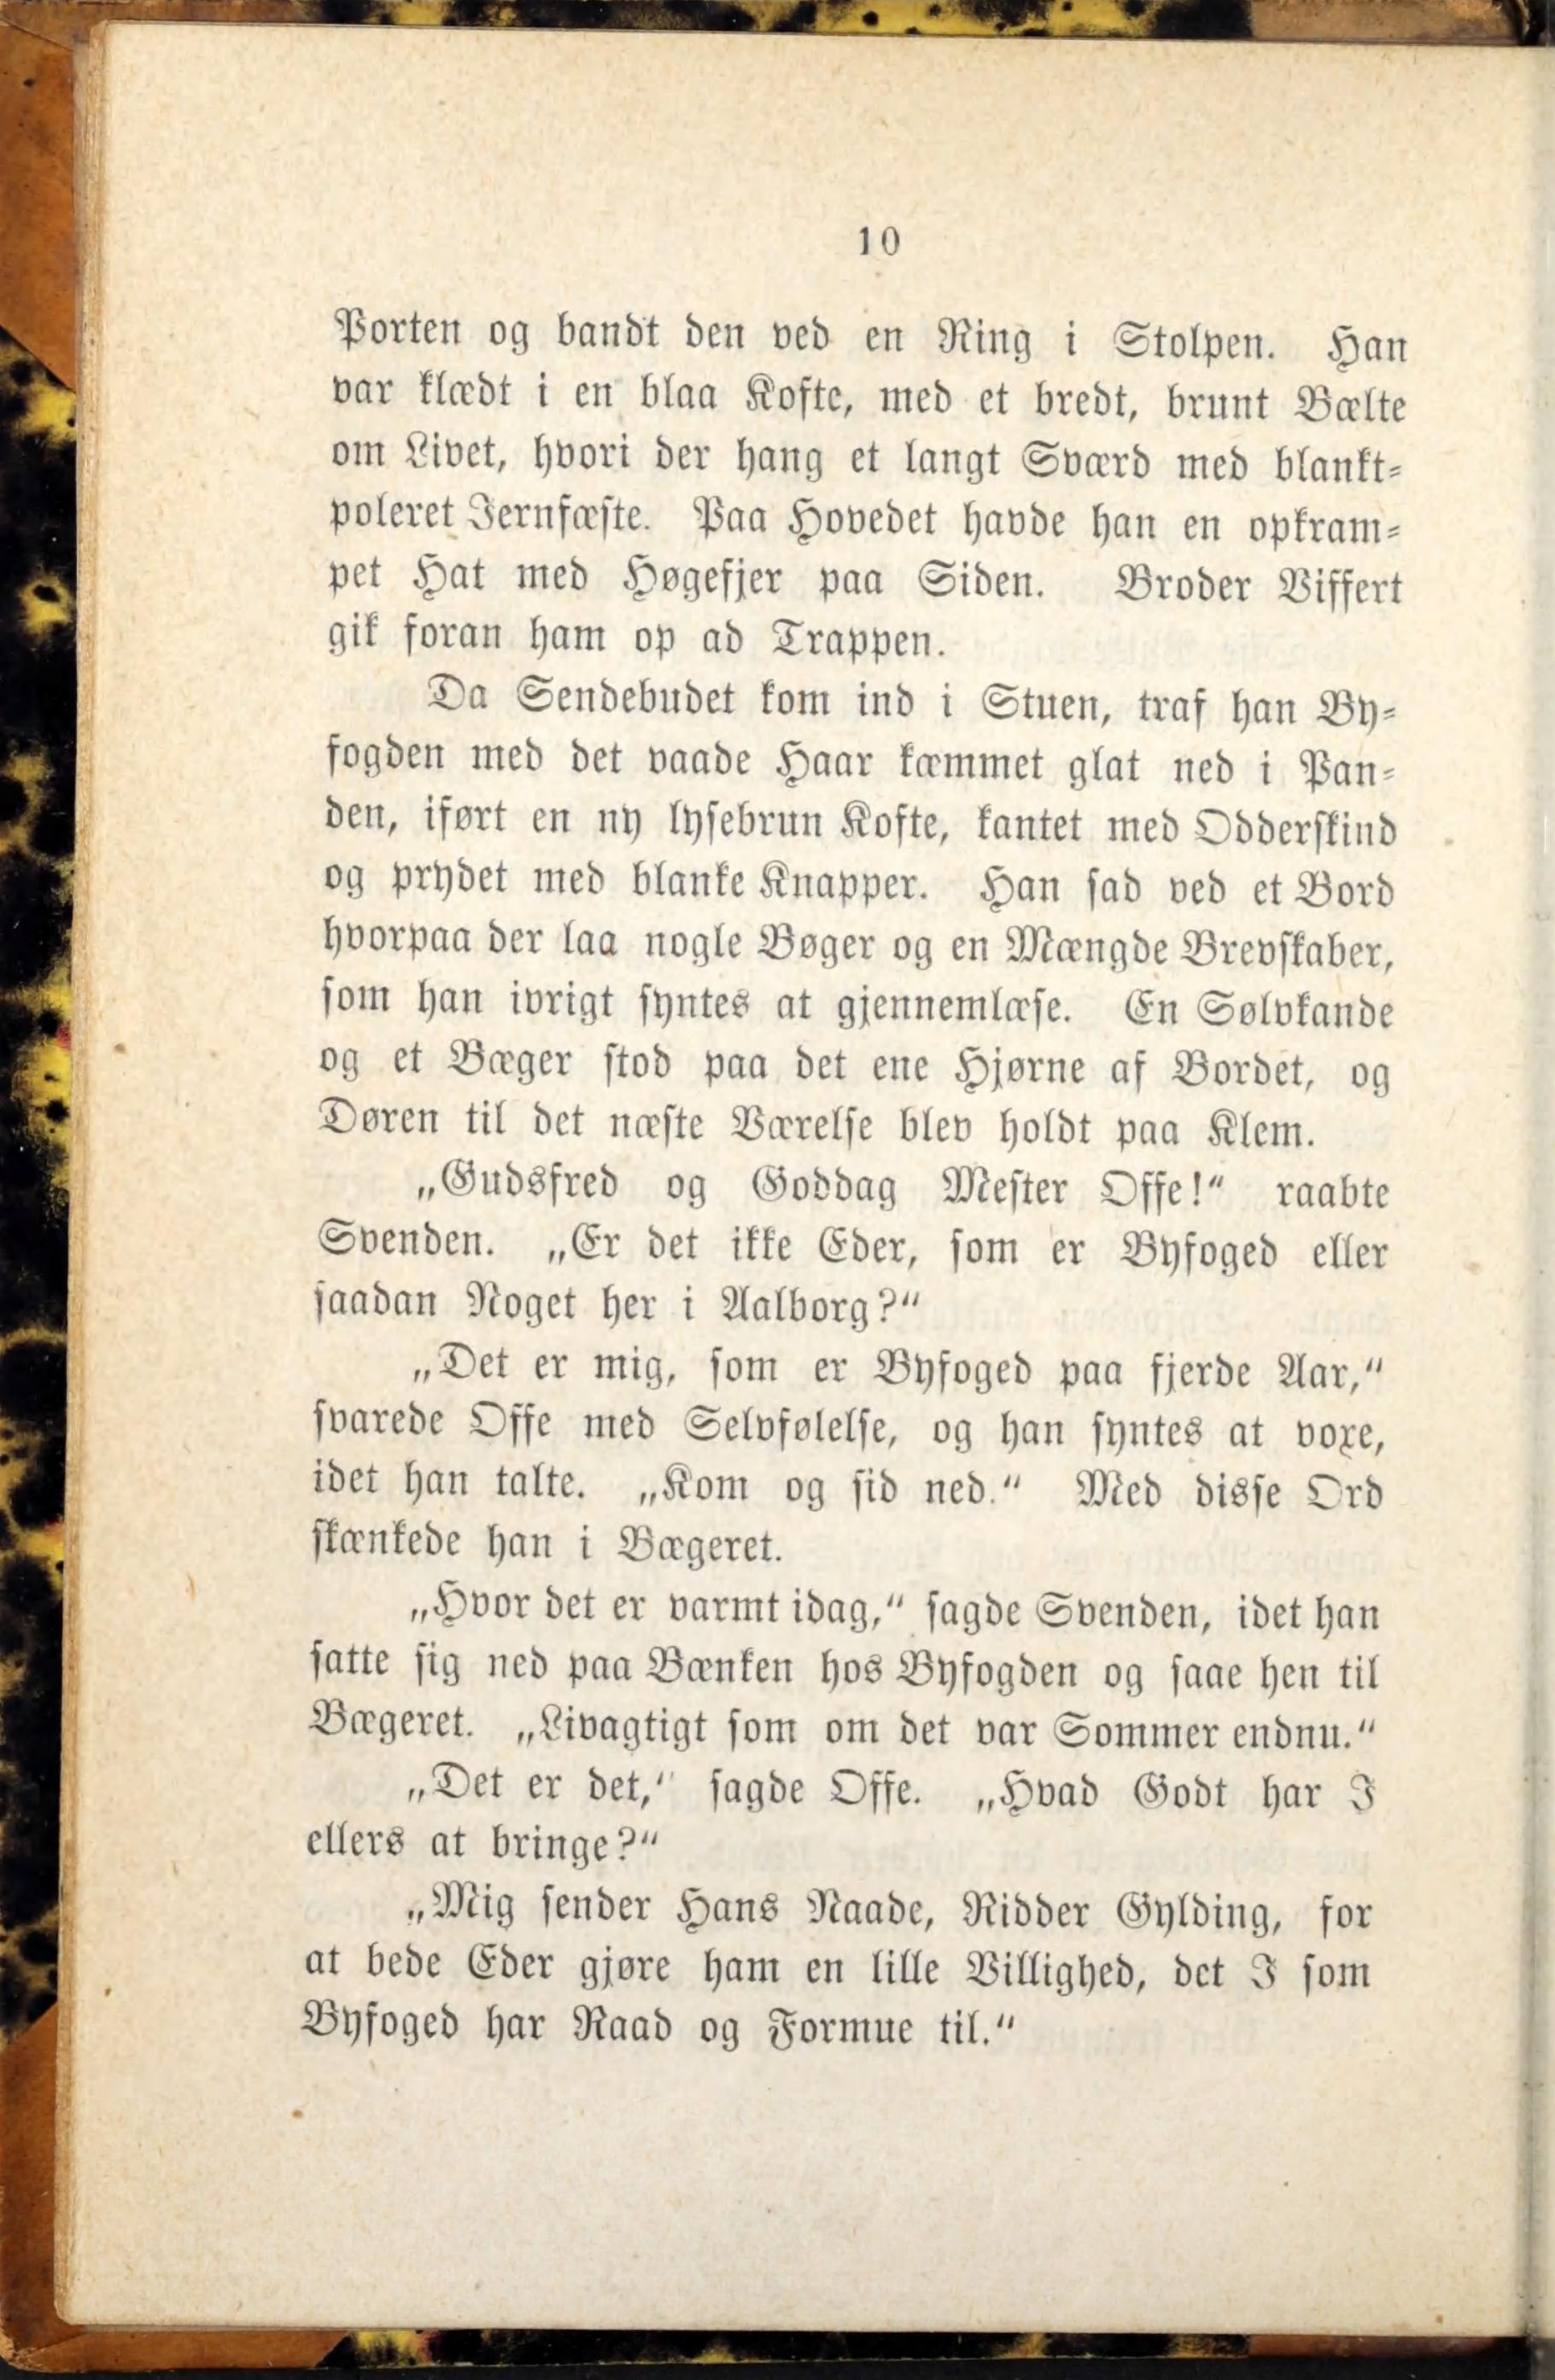 10
Porten og bandt den ved en Ring i Stolpen. Han
var klædt i en blaa Kofte, med et bredt, brunt Bælte
om Livet, hvori der hang et langt Sværd med blankt-
poleret Jernfæste. Paa Hovedet havde han en opkram-
pet Hat med Høgefjer paa Siden. Broder Viffert
gik foran ham op ad Trappen.
Da Sendebudet kom ind i Stuen, traf han By-
fogden med det vaade Haar kæmmet glat ned i Pan-
den, iført en ny lysebrun Kofte, kantet med Odderskind
og prydet med blanke Knapper. Han sad ved et Bord
hvorpaa der laa nogle Bøger og en Mængde Brevskaber,
som han ivrigt syntes at gjennemlæse. En Sølvkande
og et Bæger stod paa det ene Hjørne af Bordet, og
Døren til det næste Værelse blev holdt paa Klem.
„Gudsfred og Goddag Mester Offe!“ raabte
Svenden. „Er det ikke Eder, som er Byfoged eller
saadan Noget her i Aalborg?“
„Det er mig, som er Byfoged paa fjerde Aar,“
svarede Offe med Selvfølelse, og han syntes at voxe,
idet han talte. „Kom og sid ned.“ Med disse Ord
skænkede han i Bægeret.
„Hvor det er varmt idag,“ sagde Svenden, idet han
satte sig ned paa Bænken hos Byfogden og saae hen til
Bægeret. „Livagtigt som om det var Sommer endnu.“
„Det er det,“ sagde Offe. „Hvad Godt har I
ellers at bringe?“
„Mig sender Hans Naade, Ridder Gylding, for
at bede Eder gjøre ham en lille Villighed, det I som
Byfoged har Raad og Formue til.“